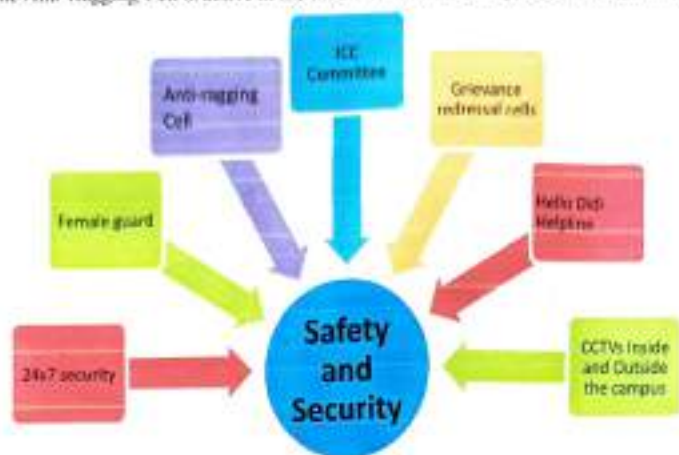 ICC
Committee
Anti-ragging
Cell
Grievance
redressal cells
Female guard
Hello Didi
Helpline
24x7 security
Safety
and
Security
CCTVs Inside
and Outside
the campus